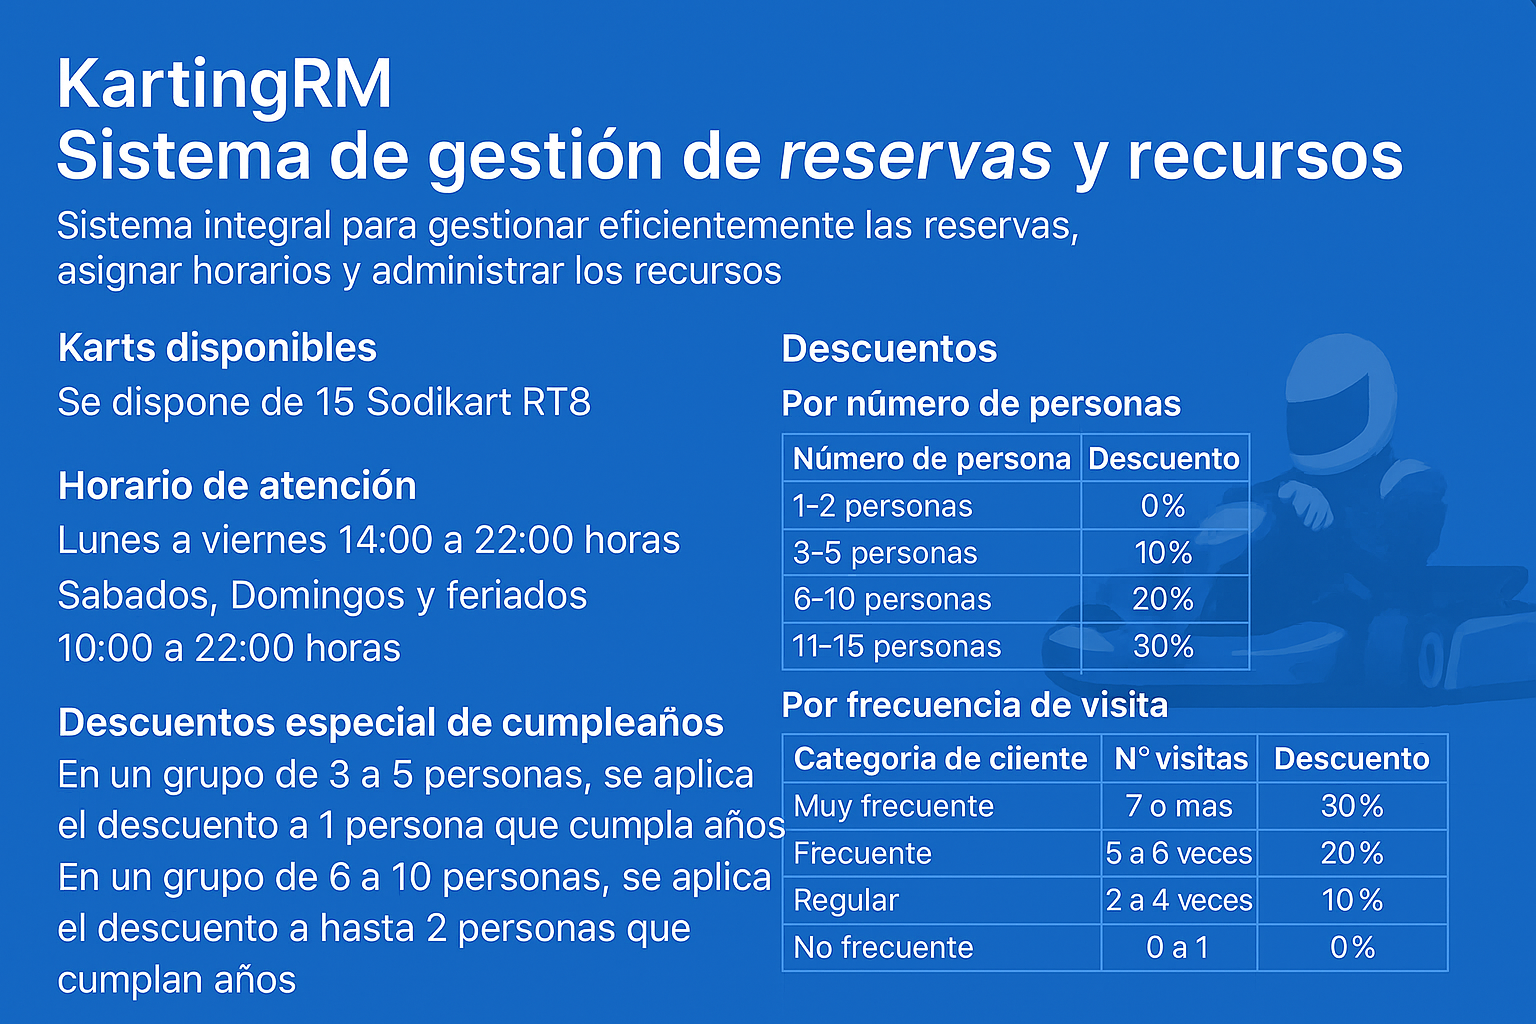 KartingRM
Sistema de gestión de reservas y recursos
Sistema integral para gestionar eficientemente las reservas,
asignar horarios y administrar los recursos
Karts disponibles
Se dispone de 15 Sodikart RT8
Horario de atención
Lunes a viernes 14:00 a 22:00 horas
Sabados, Domingos y feriados
10:00 a 22:00 horas
Descuentos especial de cumpleaños
En un grupo de 3 a 5 personas, se aplica
el descuento a 1 persona que cumpla años
En un grupo de 6 a 10 personas, se aplica
el descuento a hasta 2 personas que
cumplan años
Descuentos
Por número de personas
Número de persona Descuento
1-2 personas 0%
3-5 personas 10%
6-10 personas 20%
11-15 personas 30%
Por frecuencia de visita
Categoria de ciiente N° visitas Descuento
Muy frecuente 7 o mas 30%
Frecuente 5 a 6 veces 20%
Regular 2 a 4 veces 10%
No frecuente 0 a 1 0%